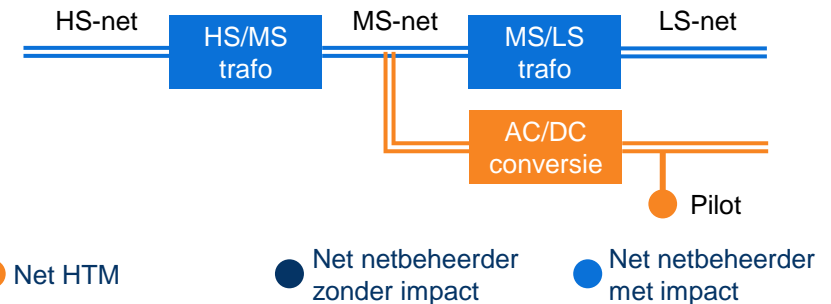 HS-net
MS-net
LS-net
HS/MS
trafo
MS/LS
trafo
AC/DC
conversie
Pilot
Net HTM
Net netbeheerder
zonder impact
Net netbeheerder
met impact